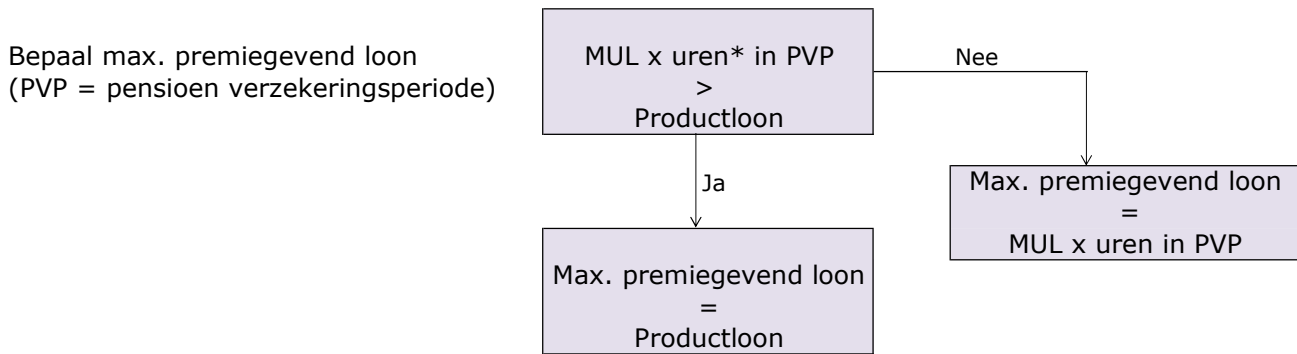 Bepaal max. premiegevend loon
(PVP = pensioen verzekeringsperiode)
MUL x uren* in PVP
>
Productloon
Nee
Ja
Max. premiegevend loon
=
MUL x uren in PVP
Max. premiegevend loon
=
Productloon